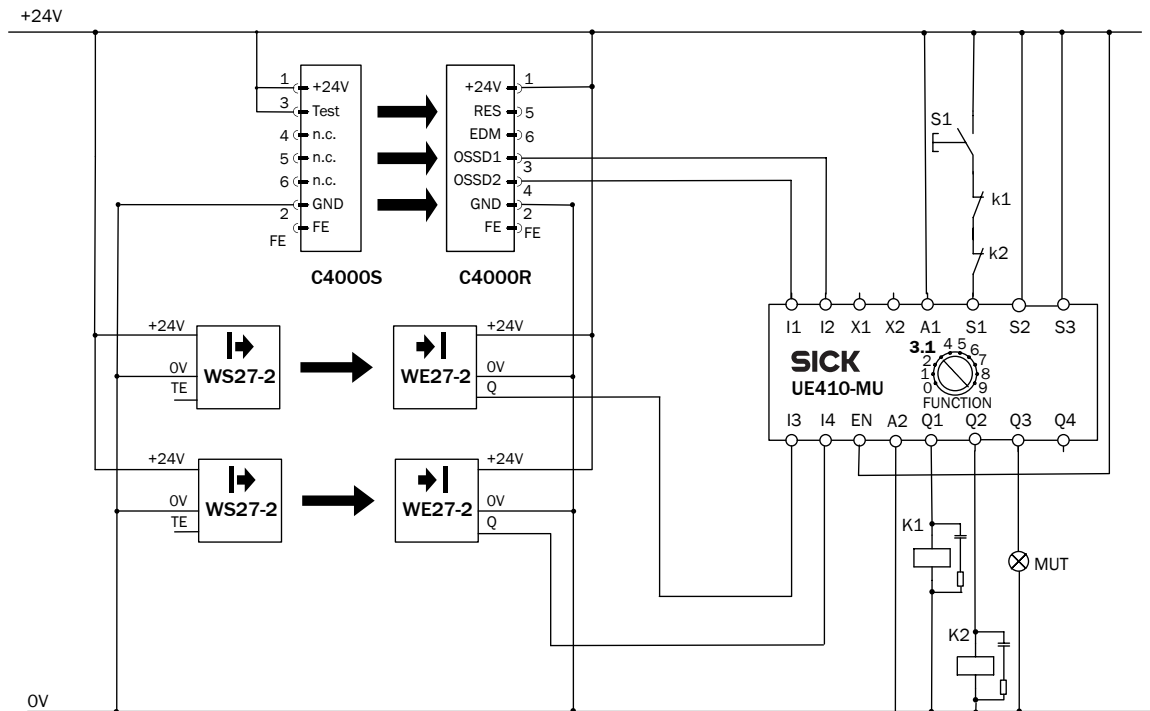 +24V
1 +24V
3 Test
4 n.c.
5 n.c.
6 n.c.
GND
2
FE
FE
C4000S
+24V 1
RES 5
EDM 6
OSSD1
3
OSSD2
4
GND
2
FE FE
C4000R
S1
k1
k2
+24V
0V
TE
WS27-2
+24V
0V
Q
WE27-2
+24V
0V
TE
WS27-2
+24V
0V
Q
WE27-2
I1 I2 X1 X2 A1 S1 S2 S3
SICK
UE410-MU
3.1
0 1 2 4 5 6 7 8 9
FUNCTION
I3 I4 EN A2 Q1 Q2 Q3 Q4
K1
MUT
K2
0V